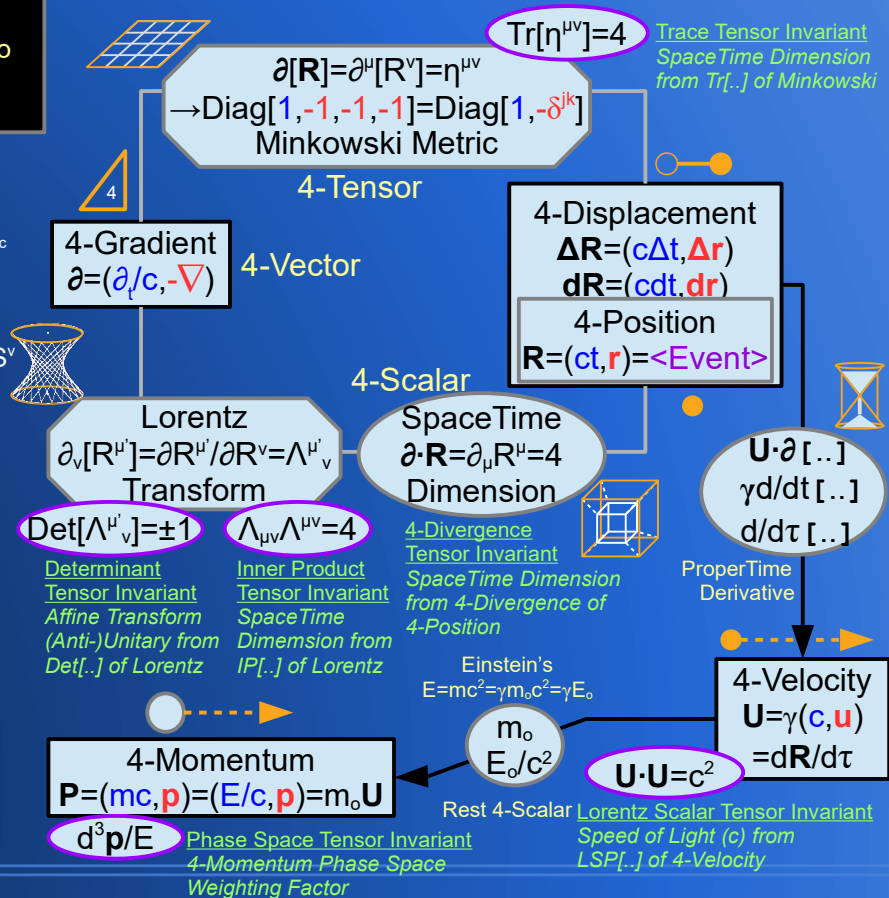 o
Tr[η^μν]=4
Trace Tensor Invariant
SpaceTime Dimension
from Tr[..] of Minkowski
∂[R]=∂^μ[R^ν]=η^μν
→Diag[1,-1,-1,-1]=Diag[1,-δ^jk]
Minkowski Metric
4-Tensor
4
4-Gradient
∂=(∂_t/c,-∇)
4-Vector
c
4-Displacement
ΔR=(cΔt,Δr)
dR=(cdt,dr)
4-Position
R=(ct,r)=<Event>
S^ν
4-Scalar
Lorentz
∂_ν[R^μ']=∂R^μ'/∂R^ν=Λ^μ'_ν
Transform
SpaceTime
∂·R=∂_μR^μ=4
Dimension
U·∂[..]
γd/dt[..]
d/dτ[..]
ProperTime
Derivative
Det[Λ^μ'_ν]=±1
Λ_μνΛ^μν=4
Determinant
Tensor Invariant
Affine Transform
(Anti-)Unitary from
Det[..] of Lorentz
Inner Product
Tensor Invariant
SpaceTime
Dimemsion from
IP[..] of Lorentz
4-Divergence
Tensor Invariant
SpaceTime Dimension
from 4-Divergence of
4-Position
Einstein's
E=mc²=γm_oc²=γE_o
m_o
E_o/c²
Rest 4-Scalar
4-Velocity
U=γ(c,u)
=dR/dτ
U·U=c²
Lorentz Scalar Tensor Invariant
Speed of Light (c) from
LSP[..] of 4-Velocity
4-Momentum
P=(mc,p)=(E/c,p)=m_oU
d³p/E
Phase Space Tensor Invariant
4-Momentum Phase Space
Weighting Factor